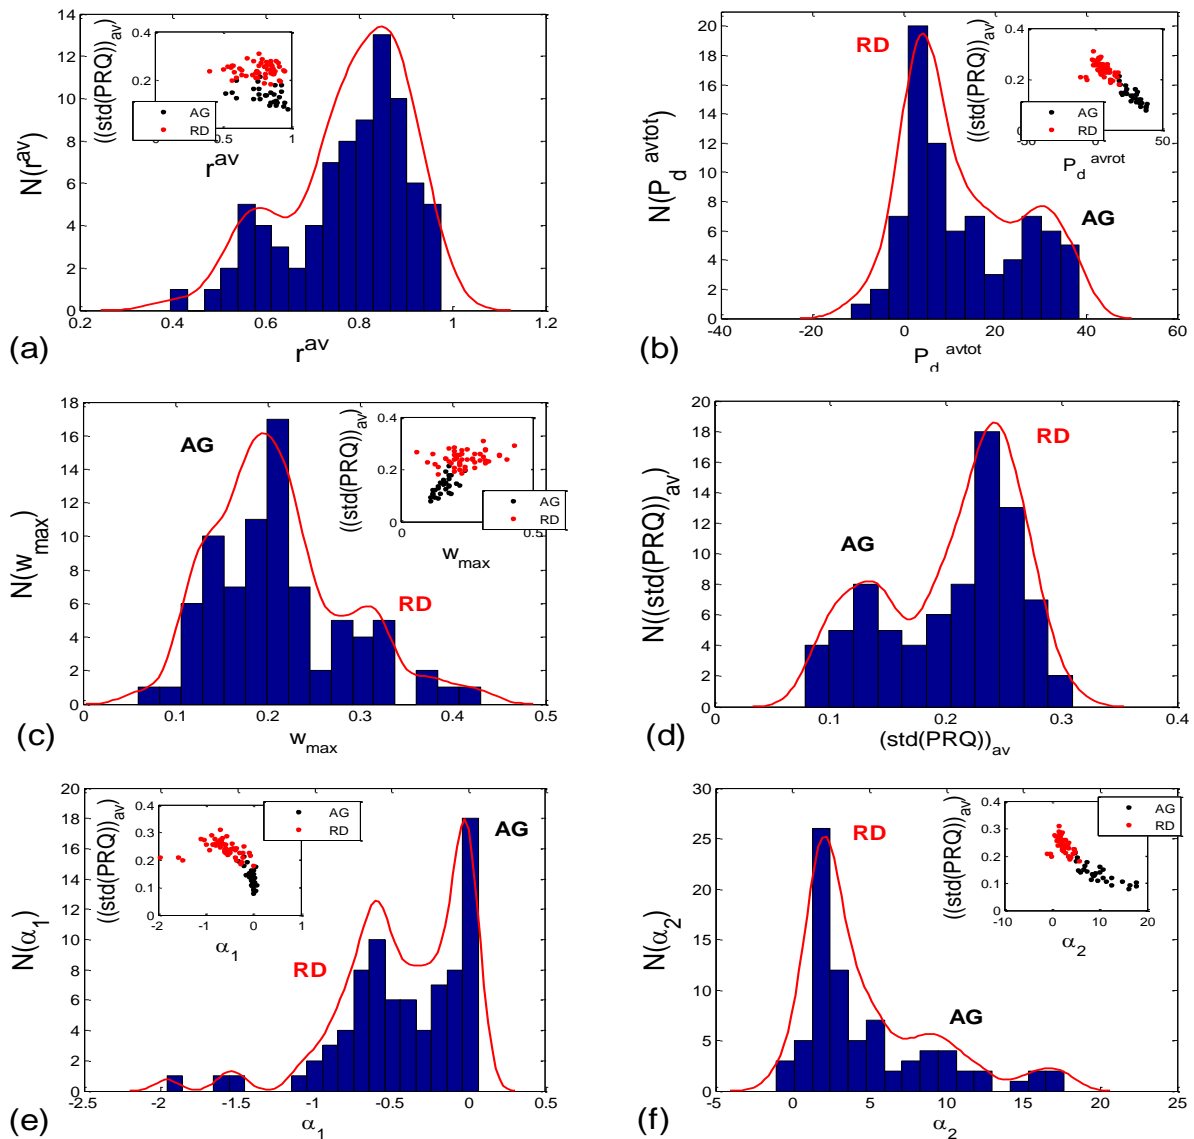 14
12
10
8
6
4
2
0
0.2
0.4
0.6
0.8
1
1.2
N(r^av)
r^av
(a)
0.4
0.2
0.5
1
((std(PRQ))_av)
r^av
AG
RD
20
18
16
14
12
10
8
6
4
2
0
-40
-20
0
20
40
60
N(P_d^avtot)
P_d^avtot
(b)
RD
AG
0.4
0.2
0
50
((std(PRQ))_av)
P_d^avrot
AG
RD
18
16
14
12
10
8
6
4
2
0
0
0.1
0.2
0.3
0.4
0.5
N(w_max)
w_max
(c)
AG
RD
0.4
0.2
0
0
0.5
((std(PRQ))_av)
w_max
AG
RD
20
18
16
14
12
10
8
6
4
2
0
0
0.1
0.2
0.3
0.4
N((std(PRQ))_av)
(std(PRQ))_av
(d)
AG
RD
20
18
16
14
12
10
8
6
4
2
0
-2.5
-2
-1.5
-1
-0.5
0
0.5
N(α_1)
α_1
(e)
RD
AG
0.4
0.3
0.2
0.1
0
-2
-1
0
1
((std(PRQ))_av)
α_1
AG
RD
30
25
20
15
10
5
0
-5
0
5
10
15
20
25
N(α_2)
α_2
(f)
RD
AG
0.4
0.3
0.2
0.1
0
-10
0
10
20
((std(PRQ))_av)
α_2
AG
RD